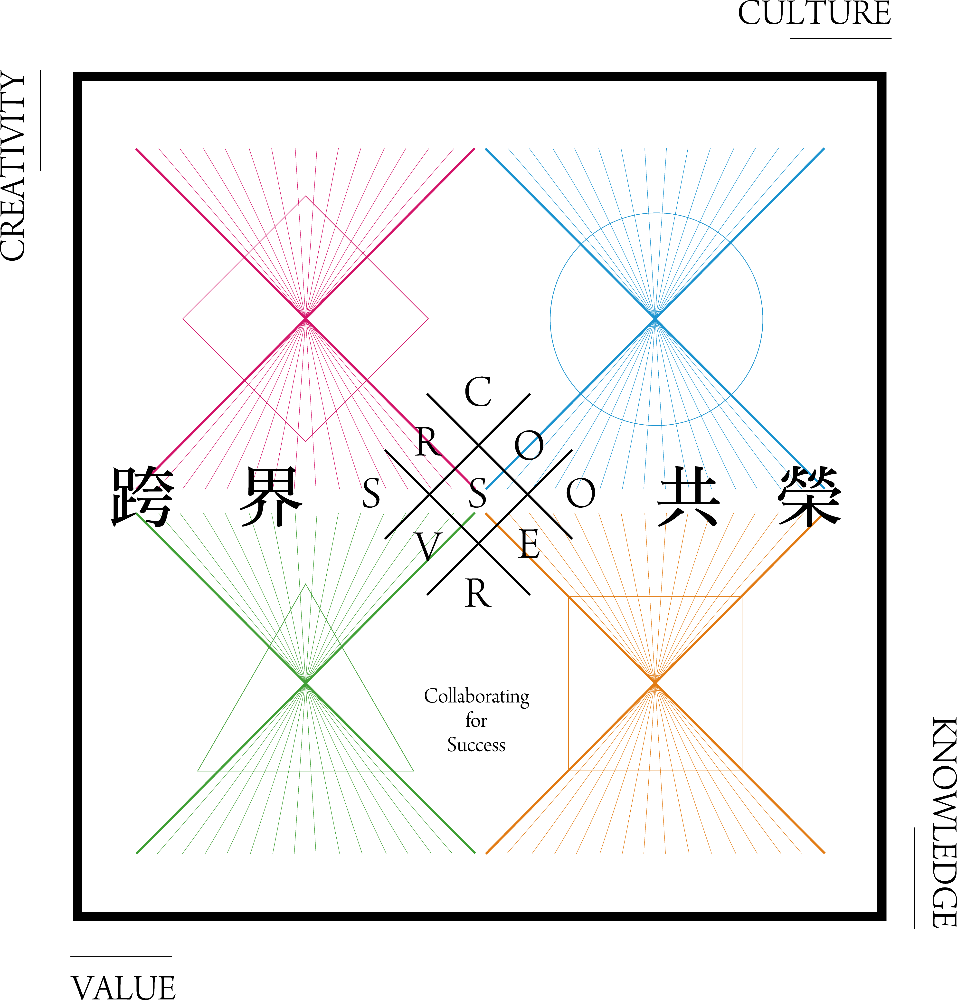 CULTURE
CREATIVITY
C
R O
跨 界 S S O 共 榮
V E
R
Collaborating
for
Success
KNOWLEDGE
VALUE